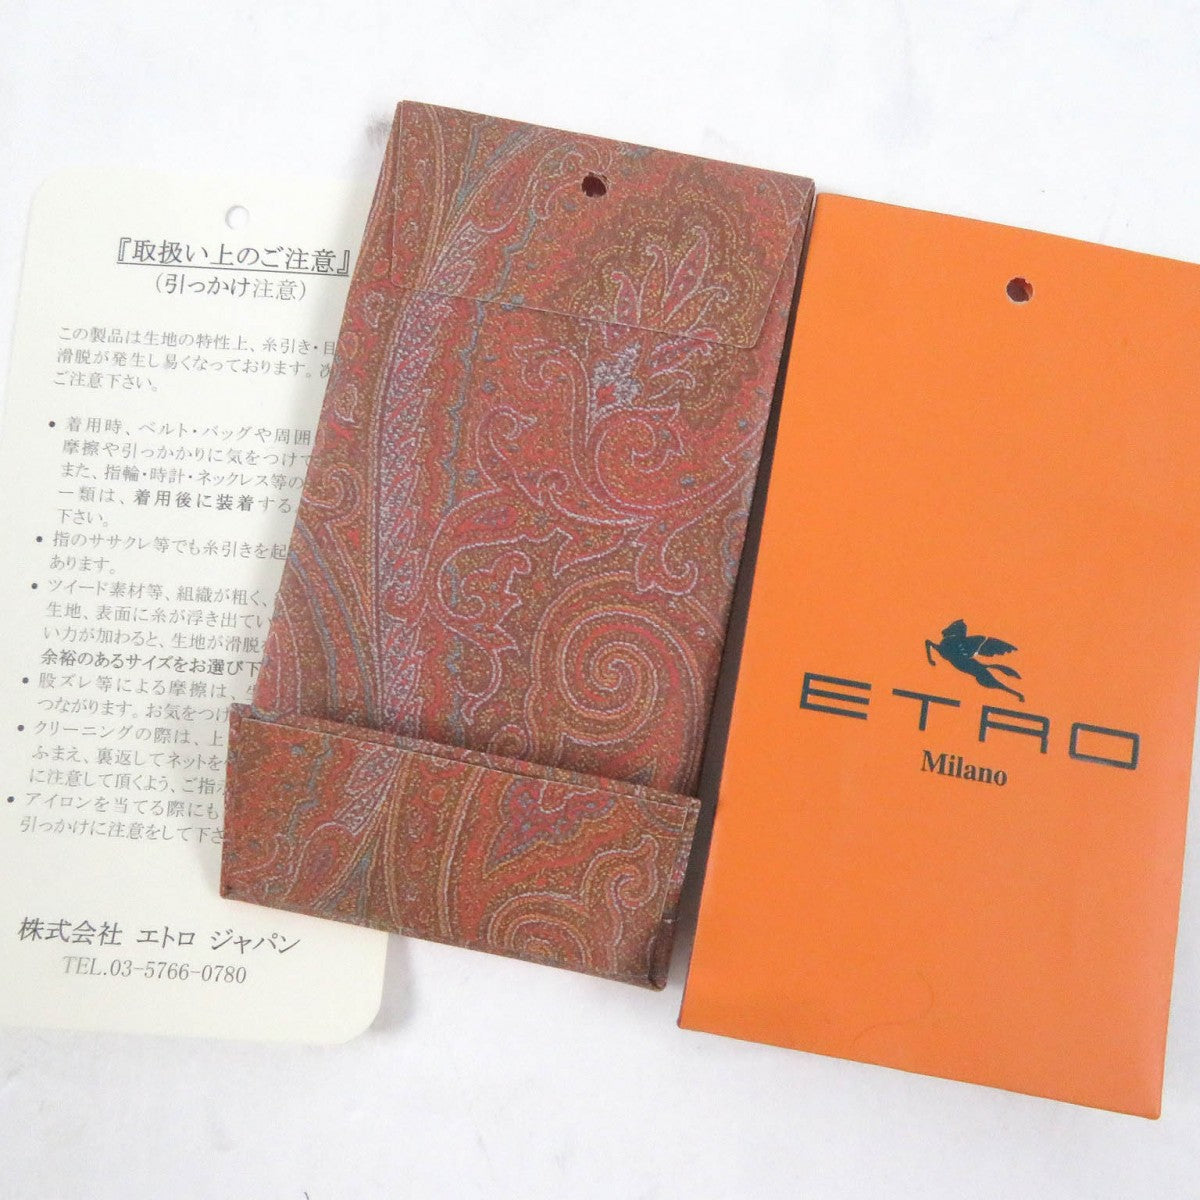 『取扱い上のご注意』
(引っかけ注意)
この製品は生地の特性上、糸引き・目
滑脱が発生し易くなっております。次
ご注意下さい。
● 着用時、ベルト・バッグや周囲
摩擦や引っかかりに気をつけて
また、指輪・時計・ネックレス等の
ー類は、着用後に装着する
下さい。
● 指のササクレ等でも糸引きを起
あります。
● ツイード素材等、組織が粗く、
生地、表面に糸が浮き出てい
い力が加わると、生地が滑脱
余裕のあるサイズをお選び下
● 股ズレ等による摩擦は、生
つながります。お気をつけ
● クリーニングの際は、上
ふまえ、裏返してネットを
に注意して頂くよう、ご指
● アイロンを当てる際にも
引っかけに注意をして下さ
株式会社 エトロ ジャパン
TEL.03-5766-0780
ETRO
Milano